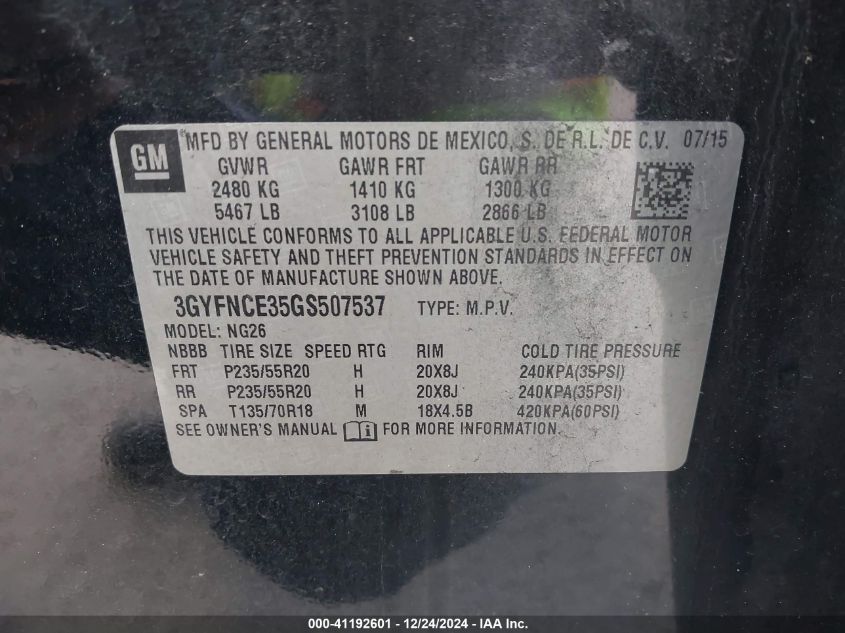 GM
®MFD BY GENERAL MOTORS DE MEXICO, S. DE R.L. DE C.V. 07/15
GVWR GAWR FRT GAWR RR
2480 KG 1410 KG 1300 KG
5467 LB 3108 LB 2866 LB
THIS VEHICLE CONFORMS TO ALL APPLICABLE U.S. FEDERAL MOTOR
VEHICLE SAFETY AND THEFT PREVENTION STANDARDS IN EFFECT ON
THE DATE OF MANUFACTURE SHOWN ABOVE.
3GYFNCE35GS507537 TYPE: M.P.V.
MODEL: NG26
NBBB TIRE SIZE SPEED RTG RIM COLD TIRE PRESSURE
FRT P235/55R20 H 20X8J 240KPA(35PSI)
RR P235/55R20 H 20X8J 240KPA(35PSI)
SPA T135/70R18 M 18X4.5B 420KPA(60PSI)
SEE OWNER'S MANUAL i FOR MORE INFORMATION.
000-41192601 - 12/24/2024 - IAA Inc.